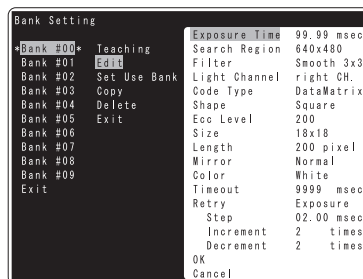 Bank Setting
*Bank #00*
Bank #01
Bank #02
Bank #03
Bank #04
Bank #05
Bank #06
Bank #07
Bank #08
Bank #09
Exit
Teaching
Edit
Set Use Bank
Copy
Delete
Exit
Exposure Time 99.99 msec
Search Region 640x480
Filter Smooth 3x3
Light Channel right CH.
Code Type DataMatrix
Shape Square
Ecc Level 200
Size 18x18
Length 200 pixel
Mirror Normal
Color White
Timeout 9999 msec
Retry Exposure
Step 02.00 msec
Increment 2 times
Decrement 2 times
OK
Cancel